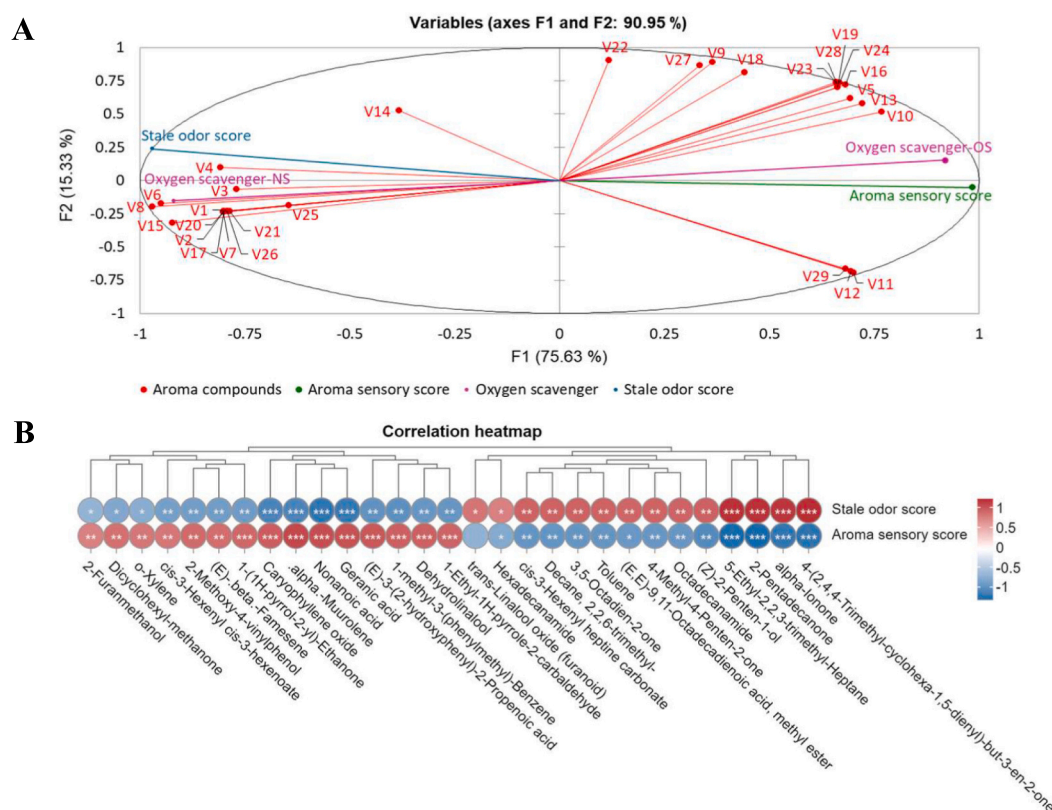 A
Variables (axes F1 and F2: 90.95 %)
F2 (15.33 %)
1
0.75
0.5
0.25
0
-0.25
-0.5
-0.75
-1
V19
V22
V9
V28
V24
V27
V18
V23
V16
V5
V14
V13
V10
Stale odor score
Oxygen scavenger-OS
V4
Oxygen scavenger-NS
V3
V6
Aroma sensory score
V8
V1
V25
V15
V20
V21
V2
V17
V7
V26
V29
V11
V12
-1
-0.75
-0.5
-0.25
0
0.25
0.5
0.75
1
F1 (75.63 %)
Aroma compounds
Aroma sensory score
Oxygen scavenger
Stale odor score
B
Correlation heatmap
* * * ** ** ** ** *** *** *** *** ** ** ** ** * ** ** ** ** ** ** ** ** *** *** *** ***
Stale odor score
** ** ** ** ** *** *** *** *** *** *** *** *** *** *** * ** ** ** ** ** ** ** ** *** *** *** ***
Aroma sensory score
1
0.5
0
-0.5
-1
2-Furanmethanol
Dicyclohexyl-methanone
o-Xylene
cis-3-Hexenyl cis-3-hexenoate
2-Methoxy-4-vinylphenol
(E)-.beta.-Famesene
1-(1H-pyrol-2-yl)-Ethanone
Caryophyllene oxide
.alpha.-Muurolene
Nonanoic acid
Geranic acid
(E)-3-(2-hydroxyphenyl)-2-Propenoic acid
1-methyl-3-(phenylmethyl)-Benzene
Dehydrolinalool
1-Ethyl-1H-pyrrole-2-carbaldehyde
trans-Linalool oxide (furanoid)
Hexadecanamide
cis-3-Hexenyl heptine carbonate
Decane, 2,2,6-trimethyl-
3,5-Octadien-2-one
Toluene
(E,E)-9,11-Octadecadienoic acid, methyl ester
4-Methyl-4-Penten-2-one
Octadecanamide
(Z)-2-Penten-1-ol
5-Ethyl-2,2,3-trimethyl-Heptane
2-Pentadecanone
alpha-Ionone
4-(2,4,4-Trimethyl-cyclohexa-1,5-dienyl)-but-3-en-2-one